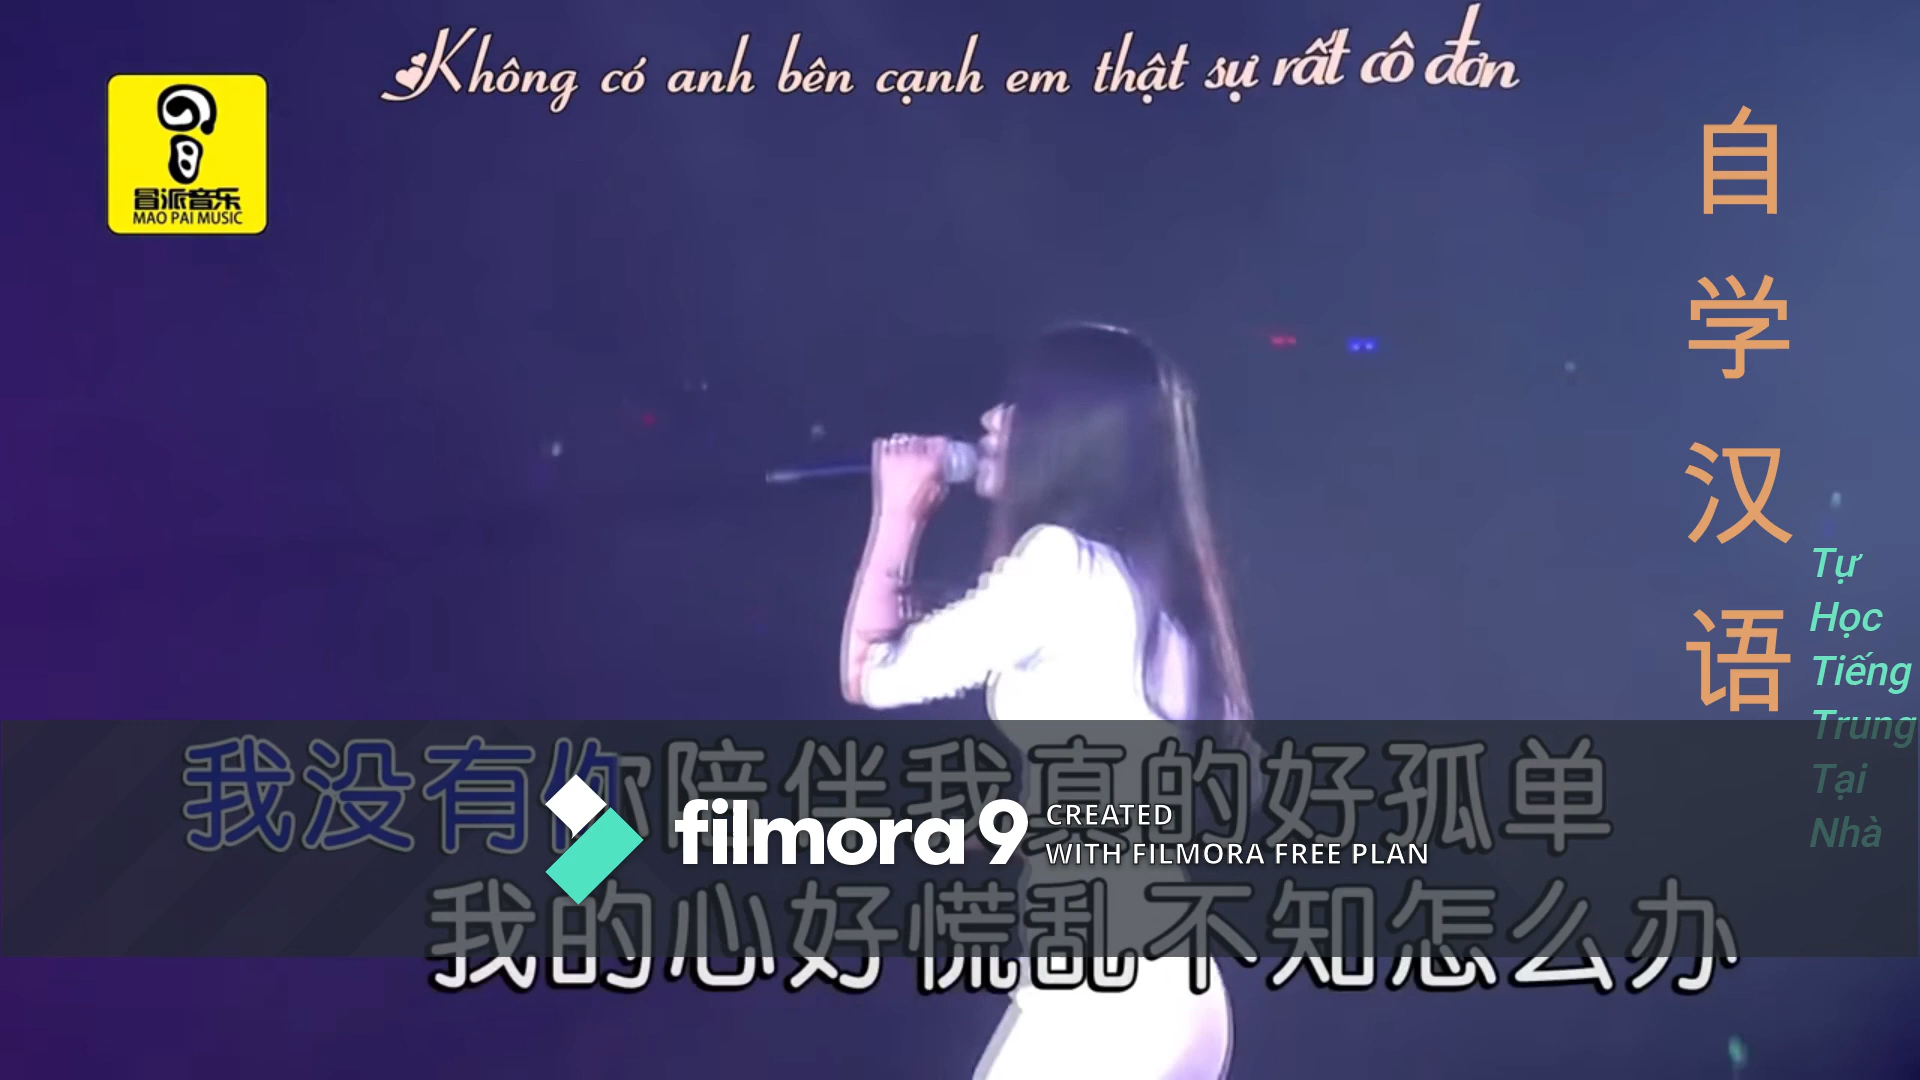 Không có anh bên cạnh em thật sự rất cô đơn
冒派音乐
MAO PAI MUSIC
自
学
汉
语
Tự
Học
Tiếng
Trung
Tại
Nhà
我没有你陪伴我真的好孤单
filmora9
CREATED
WITH FILMORA FREE PLAN
我的心好慌乱不知怎么办